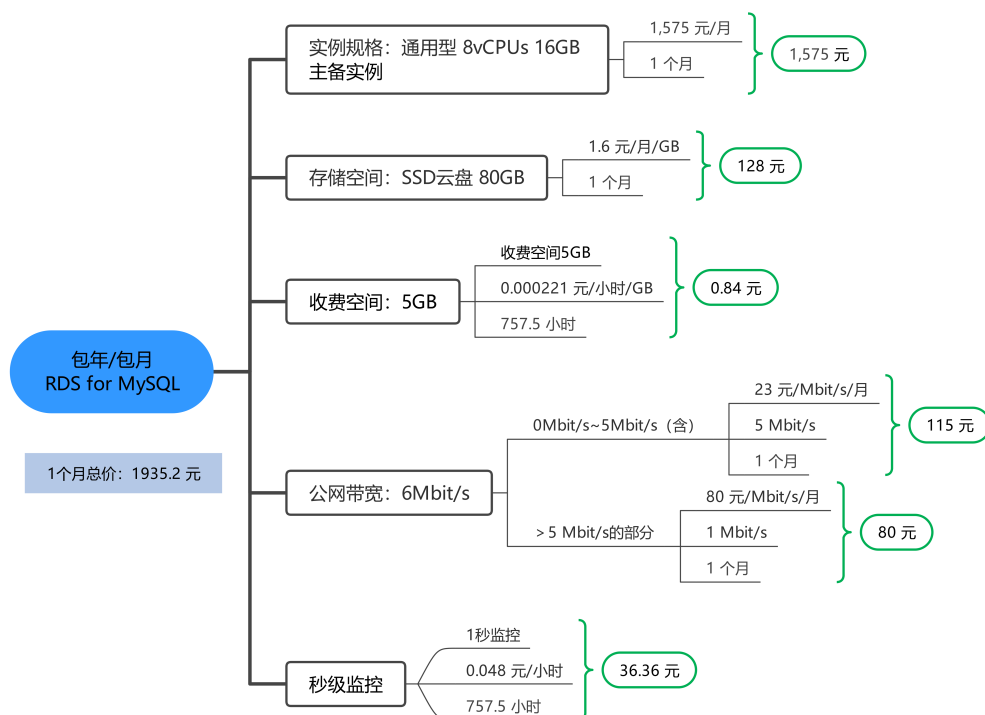 包年/包月
RDS for MySQL
1个月总价：1935.2 元
实例规格：通用型 8vCPUs 16GB
主备实例
1,575 元/月
1 个月
1,575 元
存储空间：SSD云盘 80GB
1.6 元/月/GB
1 个月
128 元
收费空间：5GB
收费空间5GB
0.000221 元/小时/GB
757.5 小时
0.84 元
公网带宽：6Mbit/s
0Mbit/s~5Mbit/s（含）
23 元/Mbit/s/月
5 Mbit/s
1 个月
115 元
＞5 Mbit/s的部分
80 元/Mbit/s/月
1 Mbit/s
1 个月
80 元
秒级监控
1秒监控
0.048 元/小时
757.5 小时
36.36 元